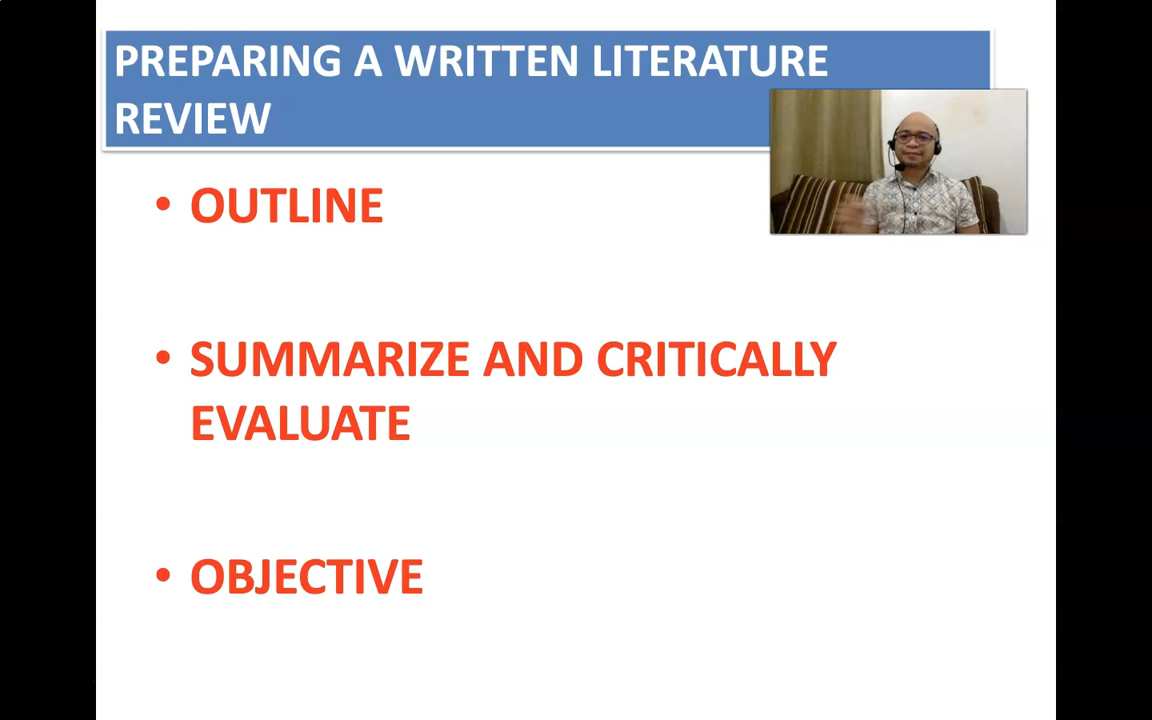 PREPARING A WRITTEN LITERATURE
REVIEW
• OUTLINE
• SUMMARIZE AND CRITICALLY
EVALUATE
• OBJECTIVE